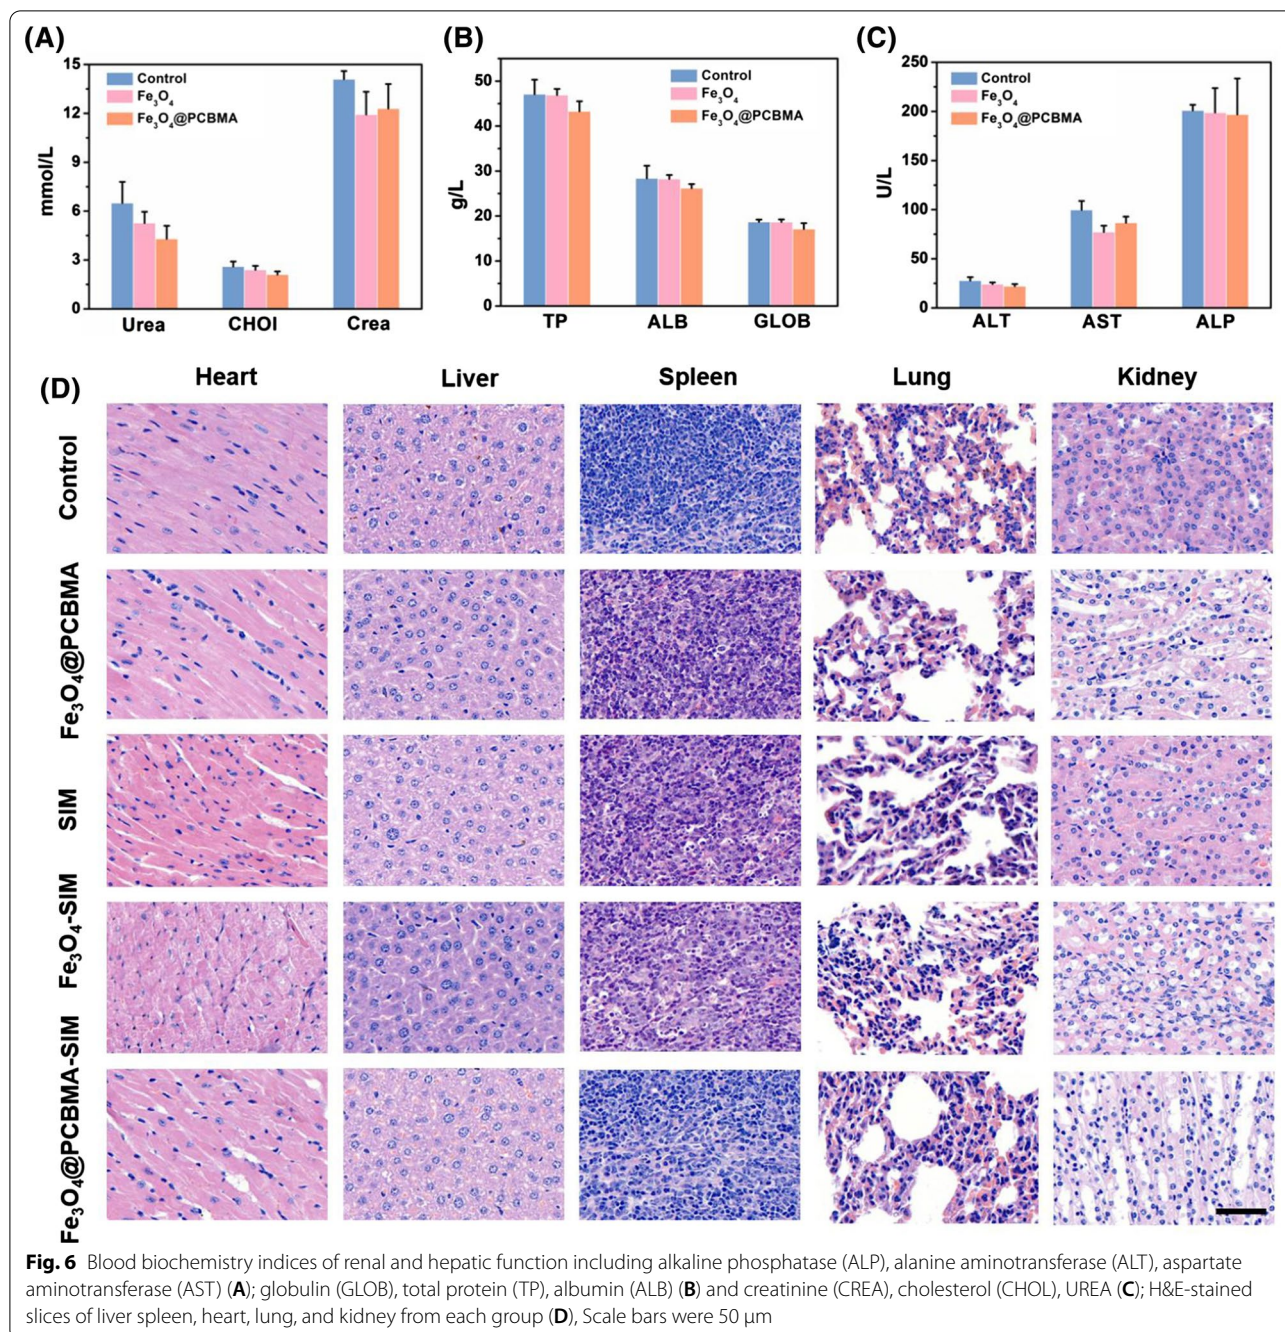 (A)
15
12
9
6
3
0
mmol/L
Control
Fe₃O₄
Fe₃O₄@PCBMA
Urea CHOI Crea
(B)
50
40
30
20
10
0
g/L
Control
Fe₃O₄
Fe₃O₄@PCBMA
TP ALB GLOB
(C)
250
200
150
100
50
0
U/L
Control
Fe₃O₄
Fe₃O₄@PCBMA
ALT AST ALP
(D)
Heart Liver Spleen Lung Kidney
Control
Fe₃O₄@PCBMA
SIM
Fe₃O₄-SIM
Fe₃O₄@PCBMA-SIM
Fig. 6 Blood biochemistry indices of renal and hepatic function including alkaline phosphatase (ALP), alanine aminotransferase (ALT), aspartate
aminotransferase (AST) (A); globulin (GLOB), total protein (TP), albumin (ALB) (B) and creatinine (CREA), cholesterol (CHOL), UREA (C); H&E-stained
slices of liver spleen, heart, lung, and kidney from each group (D), Scale bars were 50 μm